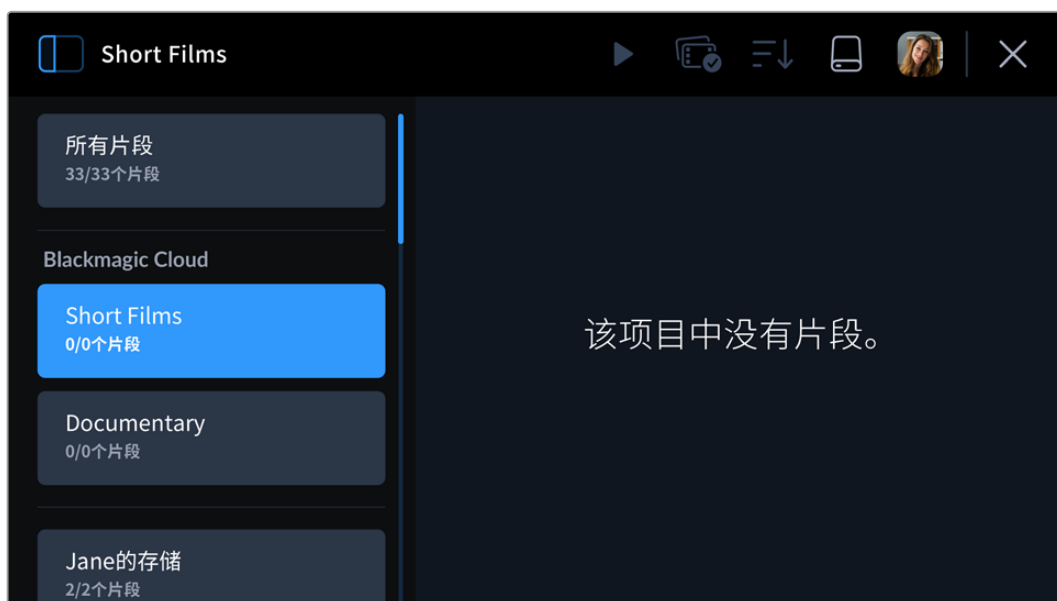 Short Films
所有片段
33/33个片段
Blackmagic Cloud
Short Films
0/0个片段
Documentary
0/0个片段
Jane的存储
2/2个片段
该项目中没有片段。